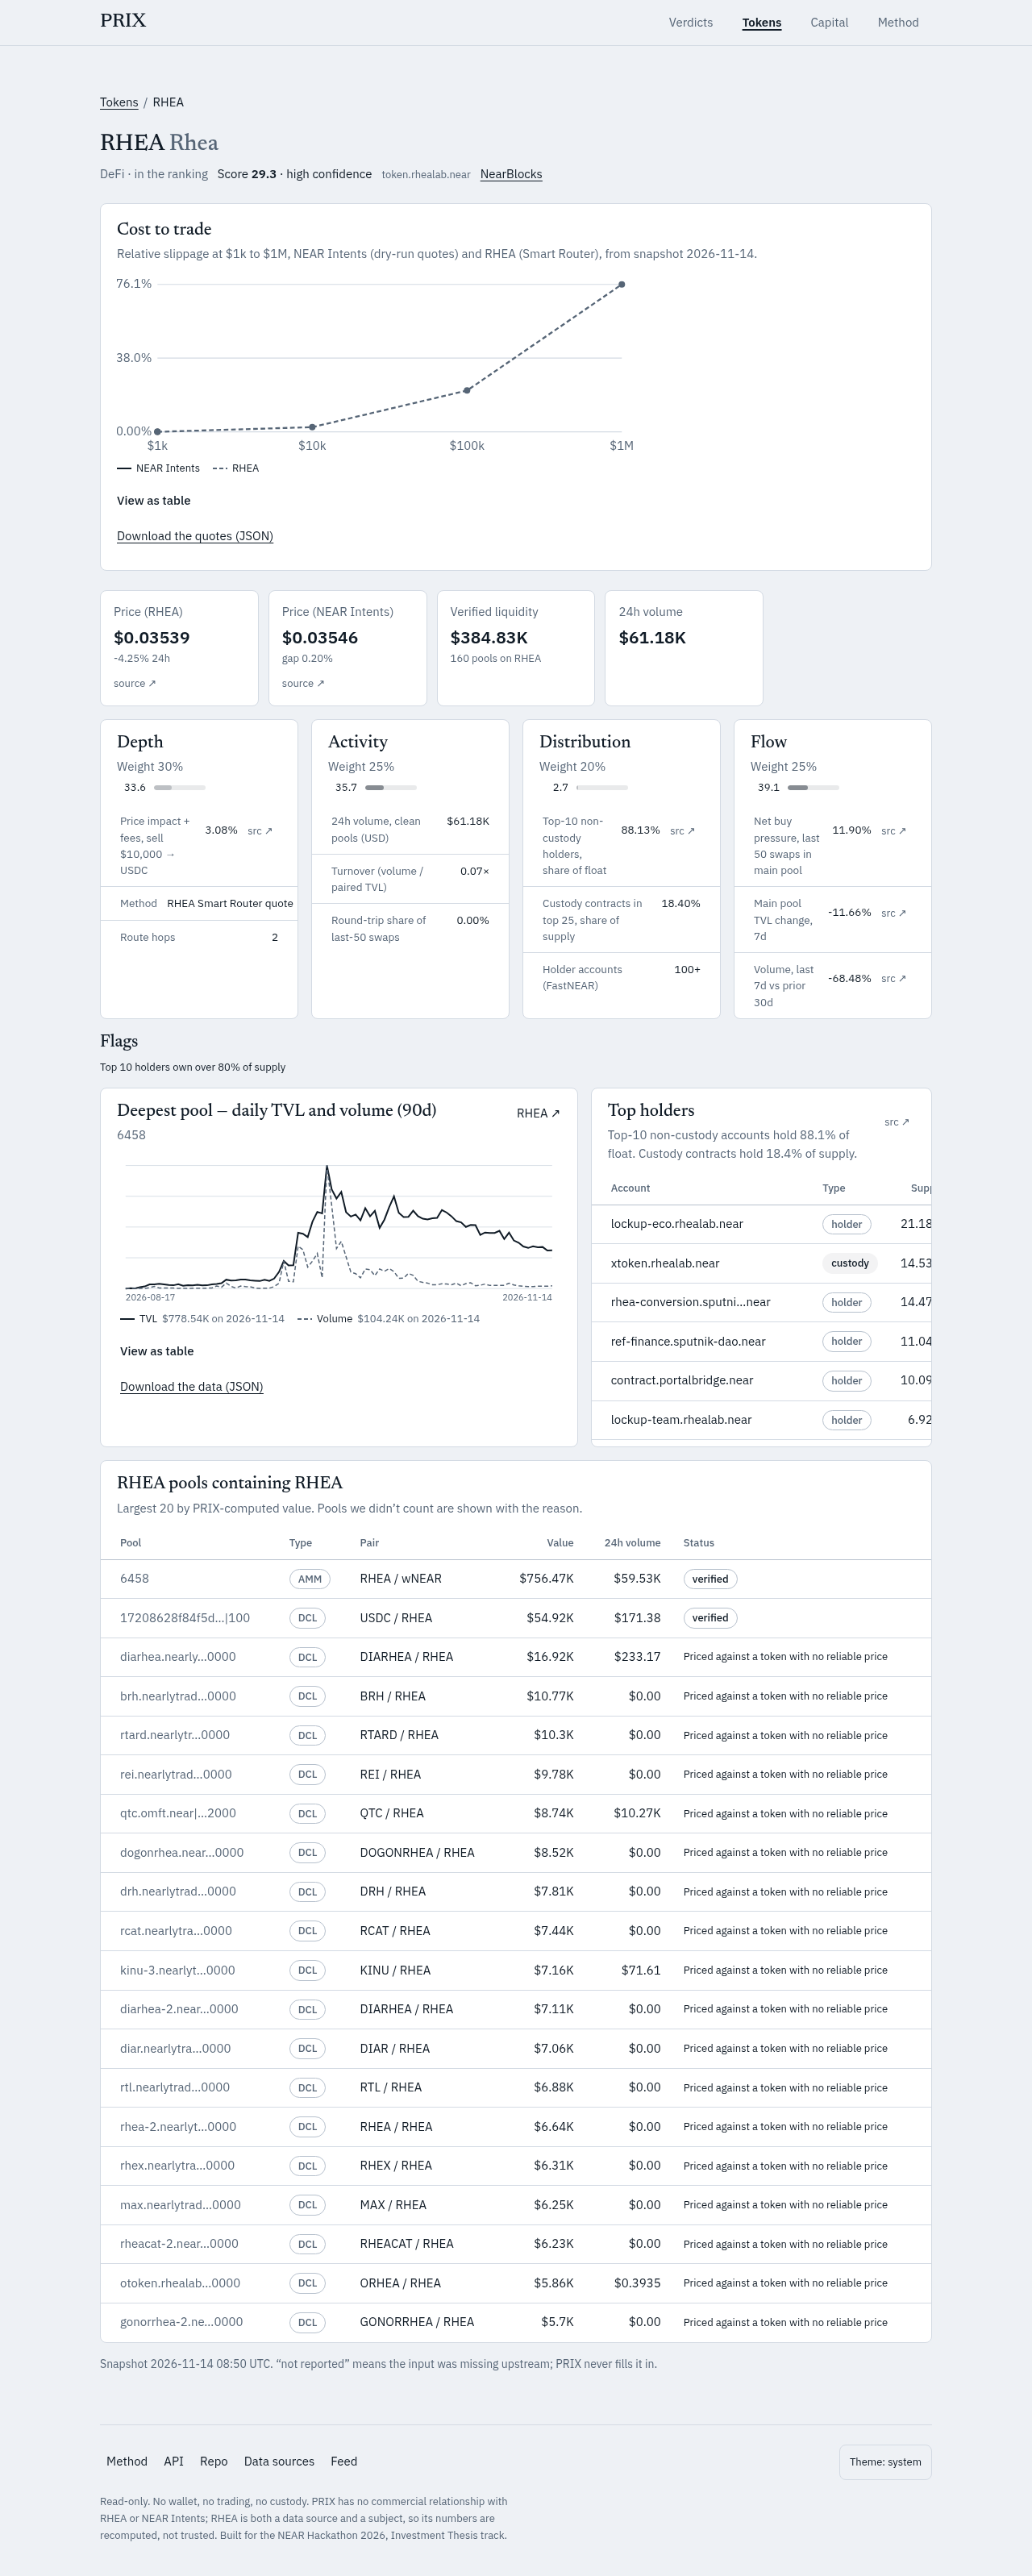 PRIX
Verdicts Tokens Capital Method
Tokens / RHEA
RHEA Rhea
DeFi · in the ranking Score 29.3 · high confidence token.rhealab.near NearBlocks
Cost to trade
Relative slippage at $1k to $1M, NEAR Intents (dry-run quotes) and RHEA (Smart Router), from snapshot 2026-11-14.
76.1%
38.0%
0.00%
$1k $10k $100k $1M
NEAR Intents RHEA
View as table
Download the quotes (JSON)
Price (RHEA)
$0.03539
-4.25% 24h
source ↗
Price (NEAR Intents)
$0.03546
gap 0.20%
source ↗
Verified liquidity
$384.83K
160 pools on RHEA
24h volume
$61.18K
Depth
Weight 30%
33.6
Price impact +
fees, sell
$10,000 →
USDC
3.08% src ↗
Method RHEA Smart Router quote
Route hops 2
Activity
Weight 25%
35.7
24h volume, clean
pools (USD)
$61.18K
Turnover (volume /
paired TVL)
0.07×
Round-trip share of
last-50 swaps
0.00%
Distribution
Weight 20%
2.7
Top-10 non-
custody
holders,
share of float
88.13% src ↗
Custody contracts in
top 25, share of
supply
18.40%
Holder accounts
(FastNEAR)
100+
Flow
Weight 25%
39.1
Net buy
pressure, last
50 swaps in
main pool
11.90% src ↗
Main pool
TVL change,
7d
-11.66% src ↗
Volume, last
7d vs prior
30d
-68.48% src ↗
Flags
Top 10 holders own over 80% of supply
Deepest pool — daily TVL and volume (90d)
RHEA ↗
6458
2026-08-17 2026-11-14
TVL $778.54K on 2026-11-14 Volume $104.24K on 2026-11-14
View as table
Download the data (JSON)
Top holders
src ↗
Top-10 non-custody accounts hold 88.1% of
float. Custody contracts hold 18.4% of supply.
Account Type Supp
lockup-eco.rhealab.near holder 21.18
xtoken.rhealab.near custody 14.53
rhea-conversion.sputni…near holder 14.47
ref-finance.sputnik-dao.near holder 11.04
contract.portalbridge.near holder 10.09
lockup-team.rhealab.near holder 6.92
RHEA pools containing RHEA
Largest 20 by PRIX-computed value. Pools we didn’t count are shown with the reason.
Pool Type Pair Value 24h volume Status
6458 AMM RHEA / wNEAR $756.47K $59.53K verified
17208628f84f5d…|100 DCL USDC / RHEA $54.92K $171.38 verified
diarhea.nearly…0000 DCL DIARHEA / RHEA $16.92K $233.17 Priced against a token with no reliable price
brh.nearlytrad…0000 DCL BRH / RHEA $10.77K $0.00 Priced against a token with no reliable price
rtard.nearlytr…0000 DCL RTARD / RHEA $10.3K $0.00 Priced against a token with no reliable price
rei.nearlytrad…0000 DCL REI / RHEA $9.78K $0.00 Priced against a token with no reliable price
qtc.omft.near|…2000 DCL QTC / RHEA $8.74K $10.27K Priced against a token with no reliable price
dogonrhea.near…0000 DCL DOGONRHEA / RHEA $8.52K $0.00 Priced against a token with no reliable price
drh.nearlytrad…0000 DCL DRH / RHEA $7.81K $0.00 Priced against a token with no reliable price
rcat.nearlytra…0000 DCL RCAT / RHEA $7.44K $0.00 Priced against a token with no reliable price
kinu-3.nearlyt…0000 DCL KINU / RHEA $7.16K $71.61 Priced against a token with no reliable price
diarhea-2.near…0000 DCL DIARHEA / RHEA $7.11K $0.00 Priced against a token with no reliable price
diar.nearlytra…0000 DCL DIAR / RHEA $7.06K $0.00 Priced against a token with no reliable price
rtl.nearlytrad…0000 DCL RTL / RHEA $6.88K $0.00 Priced against a token with no reliable price
rhea-2.nearlyt…0000 DCL RHEA / RHEA $6.64K $0.00 Priced against a token with no reliable price
rhex.nearlytra…0000 DCL RHEX / RHEA $6.31K $0.00 Priced against a token with no reliable price
max.nearlytrad…0000 DCL MAX / RHEA $6.25K $0.00 Priced against a token with no reliable price
rheacat-2.near…0000 DCL RHEACAT / RHEA $6.23K $0.00 Priced against a token with no reliable price
otoken.rhealab…0000 DCL ORHEA / RHEA $5.86K $0.3935 Priced against a token with no reliable price
gonorrhea-2.ne…0000 DCL GONORRHEA / RHEA $5.7K $0.00 Priced against a token with no reliable price
Snapshot 2026-11-14 08:50 UTC. “not reported” means the input was missing upstream; PRIX never fills it in.
Method API Repo Data sources Feed
Theme: system
Read-only. No wallet, no trading, no custody. PRIX has no commercial relationship with
RHEA or NEAR Intents; RHEA is both a data source and a subject, so its numbers are
recomputed, not trusted. Built for the NEAR Hackathon 2026, Investment Thesis track.